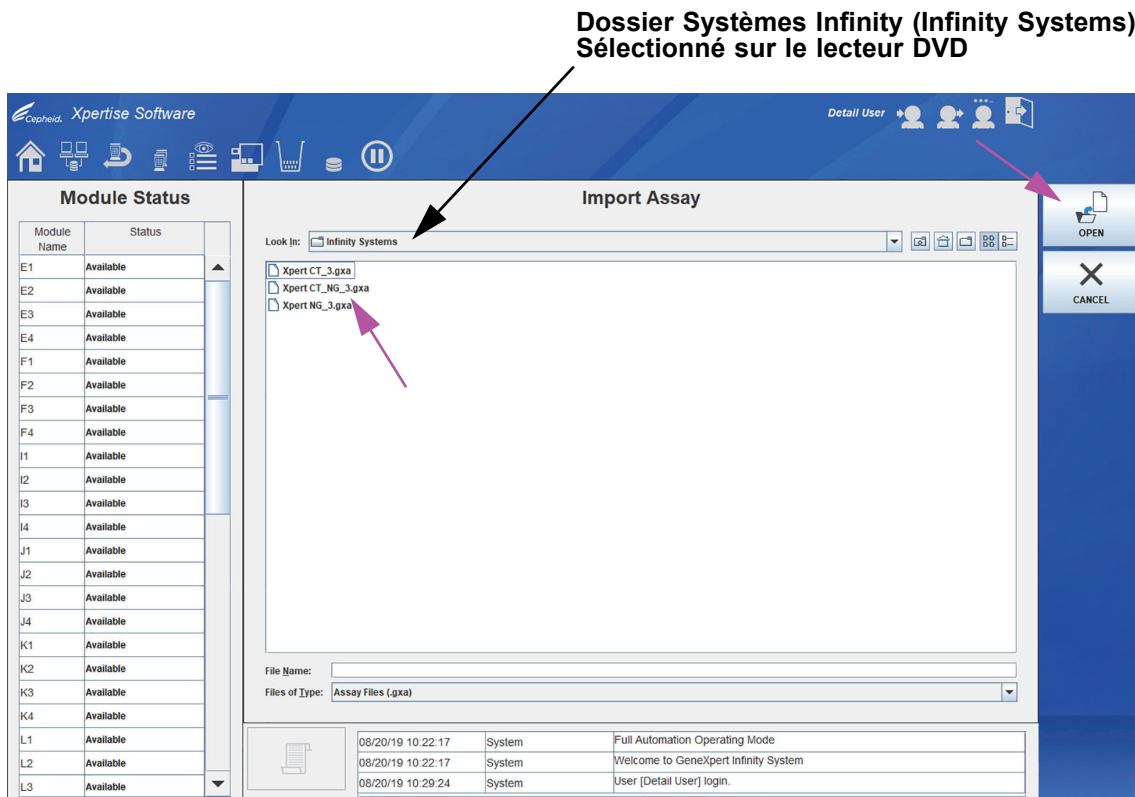 Dossier Systèmes Infinity (Infinity Systems)
Sélectionné sur le lecteur DVD
Cepheid. Xpertise Software
Detail User
Module Status
Module Name
Status
E1 Available
E2 Available
E3 Available
E4 Available
F1 Available
F2 Available
F3 Available
F4 Available
I1 Available
I2 Available
I3 Available
I4 Available
J1 Available
J2 Available
J3 Available
J4 Available
K1 Available
K2 Available
K3 Available
K4 Available
L1 Available
L2 Available
L3 Available
Import Assay
Look In: Infinity Systems
Xpert CT_3.gxa
Xpert CT_NG_3.gxa
Xpert NG_3.gxa
File Name:
Files of Type: Assay Files (.gxa)
OPEN
CANCEL
08/20/19 10:22:17 System Full Automation Operating Mode
08/20/19 10:22:17 System Welcome to GeneXpert Infinity System
08/20/19 10:29:24 System User [Detail User] login.